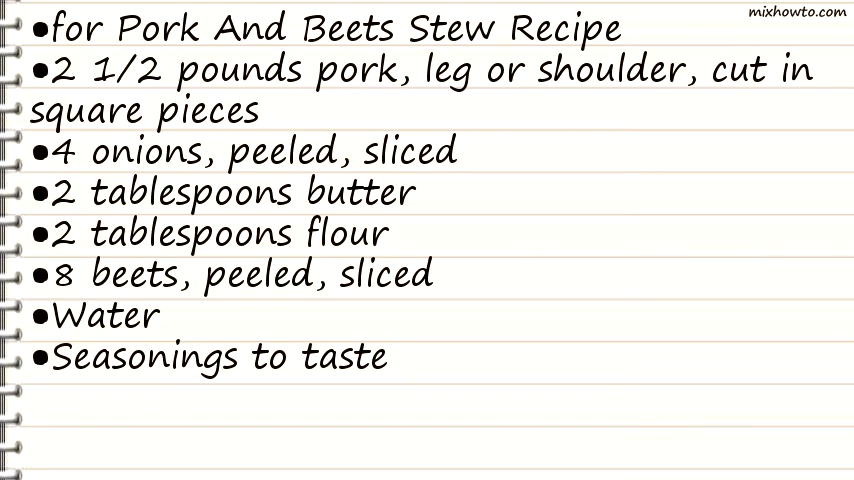 mixhowto.com
•for Pork And Beets Stew Recipe
•2 1/2 pounds pork, leg or shoulder, cut in
square pieces
•4 onions, peeled, sliced
•2 tablespoons butter
•2 tablespoons flour
•8 beets, peeled, sliced
•Water
•Seasonings to taste